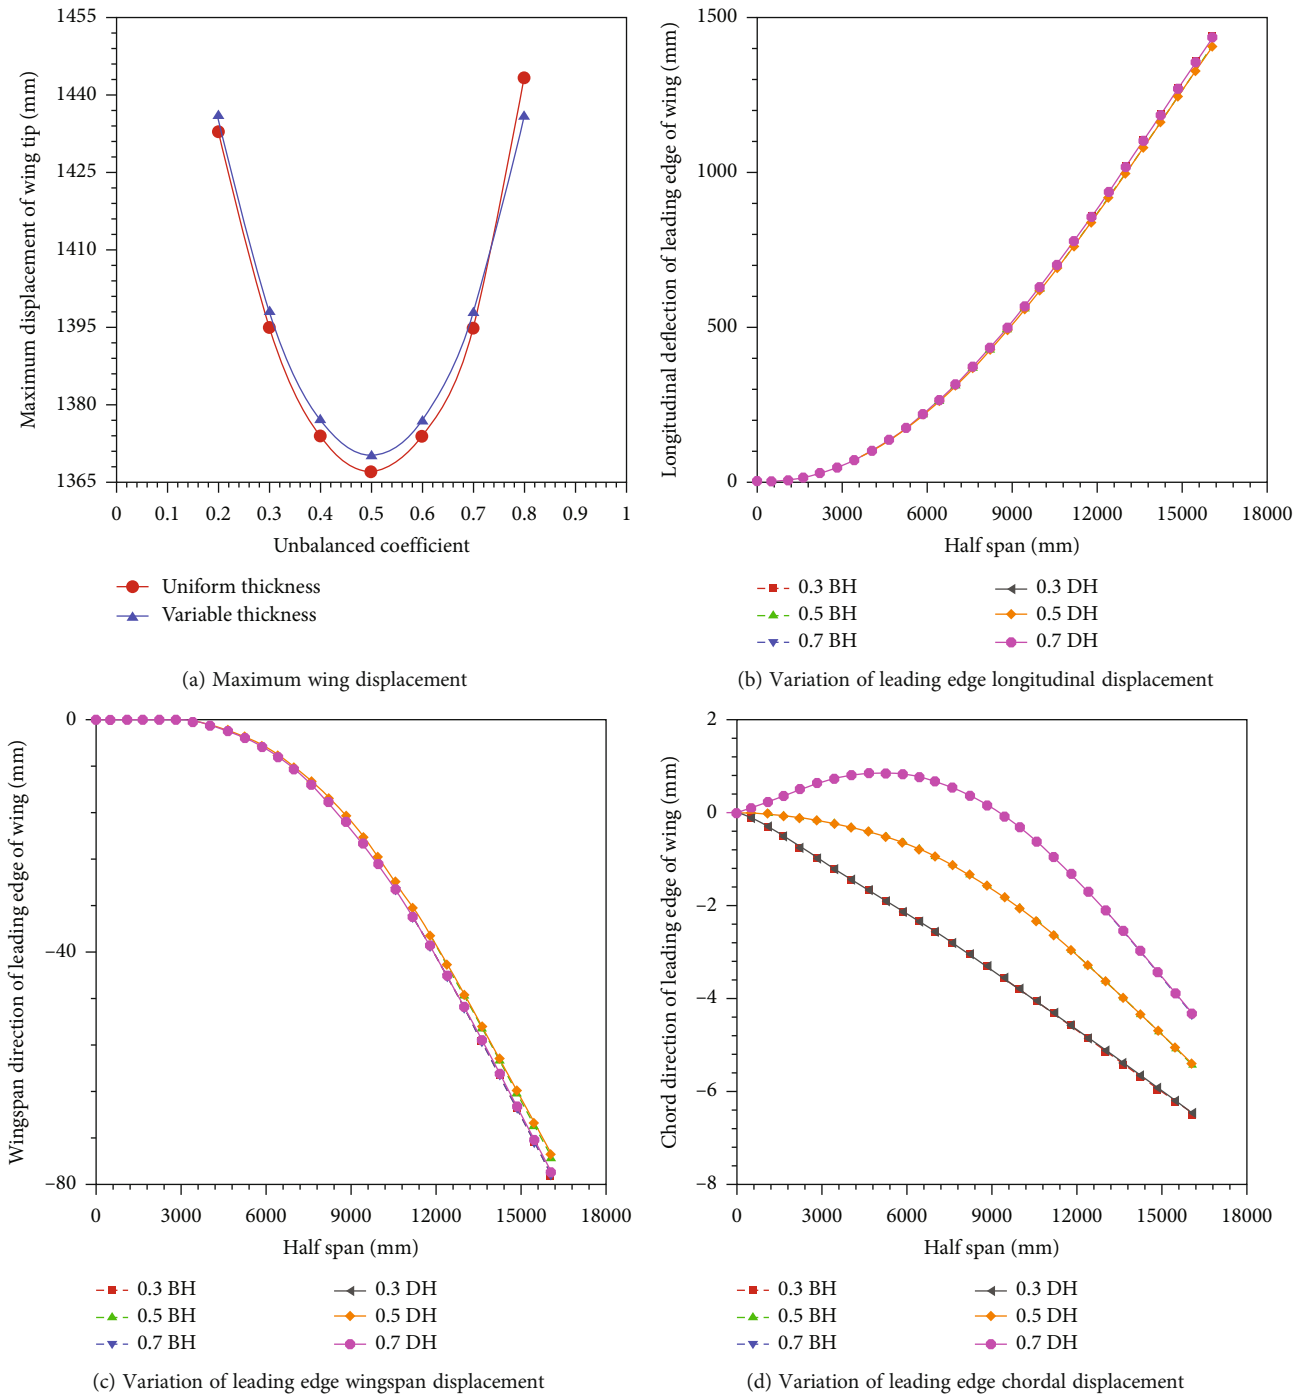 1455
1440
1425
1410
1395
1380
1365
Maximum displacement of wing tip (mm)
0 0.1 0.2 0.3 0.4 0.5 0.6 0.7 0.8 0.9 1
Unbalanced coefficient
Uniform thickness
Variable thickness
(a) Maximum wing displacement
1500
1000
500
0
Longitudinal deflection of leading edge of wing (mm)
0 3000 6000 9000 12000 15000 18000
Half span (mm)
0.3 BH 0.3 DH
0.5 BH 0.5 DH
0.7 BH 0.7 DH
(b) Variation of leading edge longitudinal displacement
0
−40
−80
Wingspan direction of leading edge of wing (mm)
0 3000 6000 9000 12000 15000 18000
Half span (mm)
0.3 BH 0.3 DH
0.5 BH 0.5 DH
0.7 BH 0.7 DH
(c) Variation of leading edge wingspan displacement
2
0
−2
−4
−6
−8
Chord direction of leading edge of wing (mm)
0 3000 6000 9000 12000 15000 18000
Half span (mm)
0.3 BH 0.3 DH
0.5 BH 0.5 DH
0.7 BH 0.7 DH
(d) Variation of leading edge chordal displacement